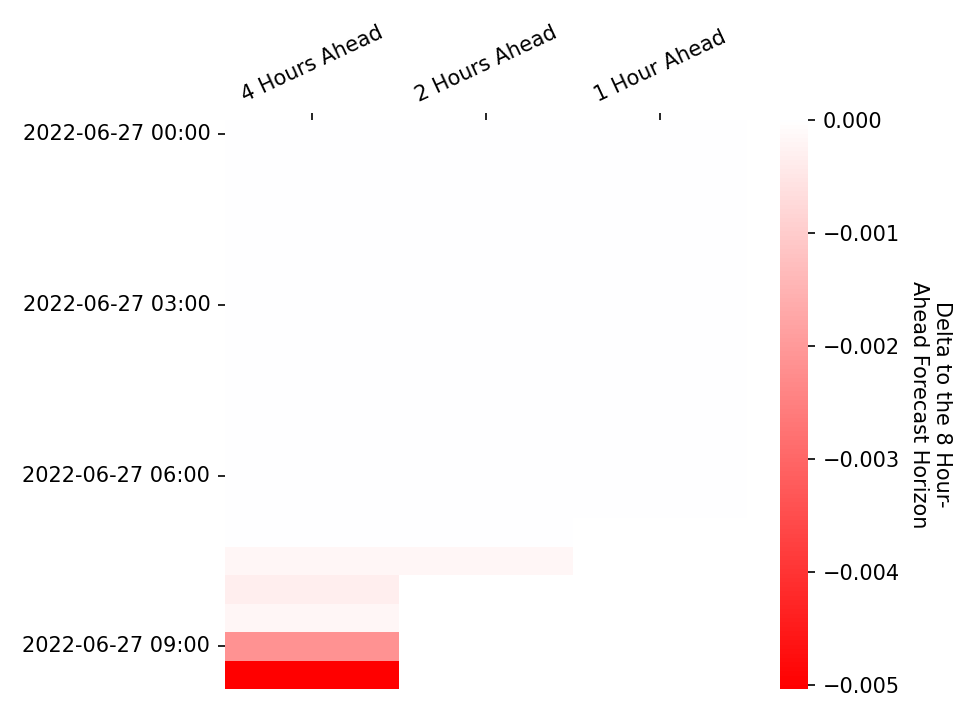 4 Hours Ahead
2 Hours Ahead
1 Hour Ahead
2022-06-27 00:00
2022-06-27 03:00
2022-06-27 06:00
2022-06-27 09:00
0.000
−0.001
−0.002
−0.003
−0.004
−0.005
Delta to the 8 Hour-
Ahead Forecast Horizon